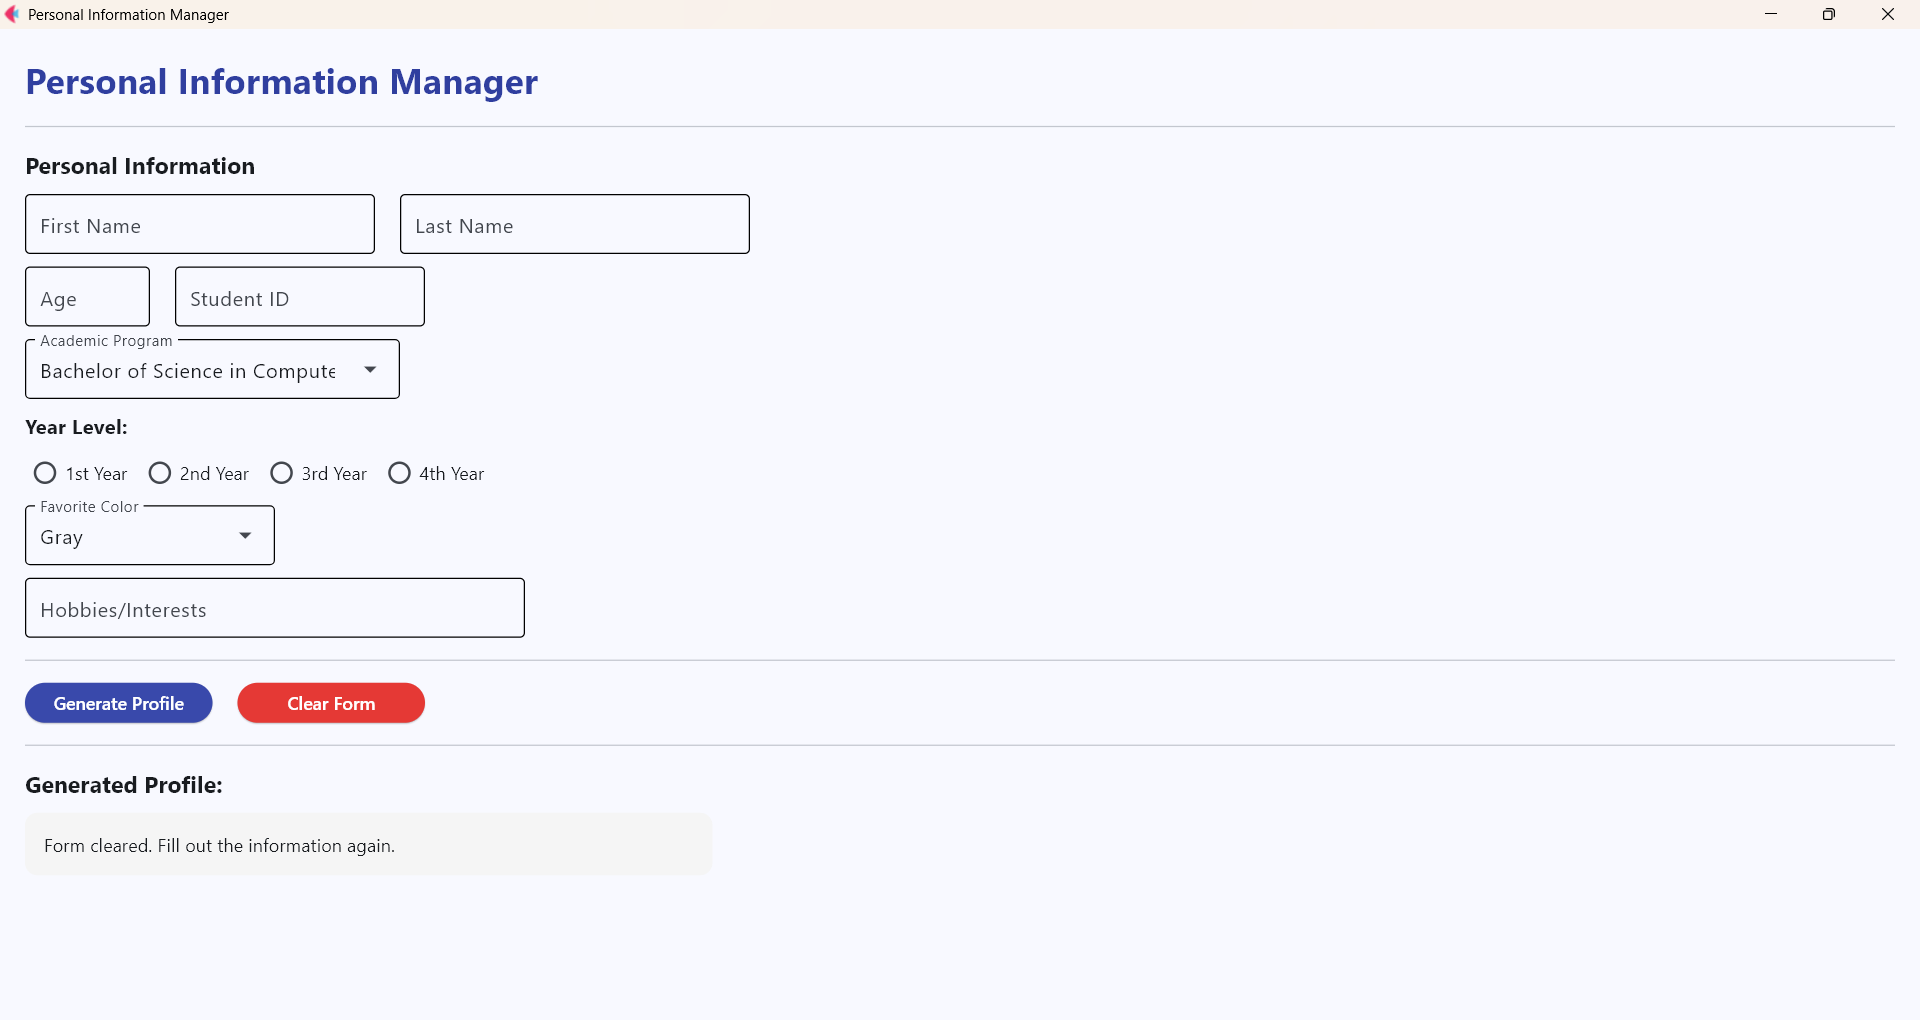 Personal Information Manager
Personal Information Manager
Personal Information
First Name
Last Name
Age
Student ID
Academic Program
Bachelor of Science in Compute
Year Level:
1st Year 2nd Year 3rd Year 4th Year
Favorite Color
Gray
Hobbies/Interests
Generate Profile
Clear Form
Generated Profile:
Form cleared. Fill out the information again.